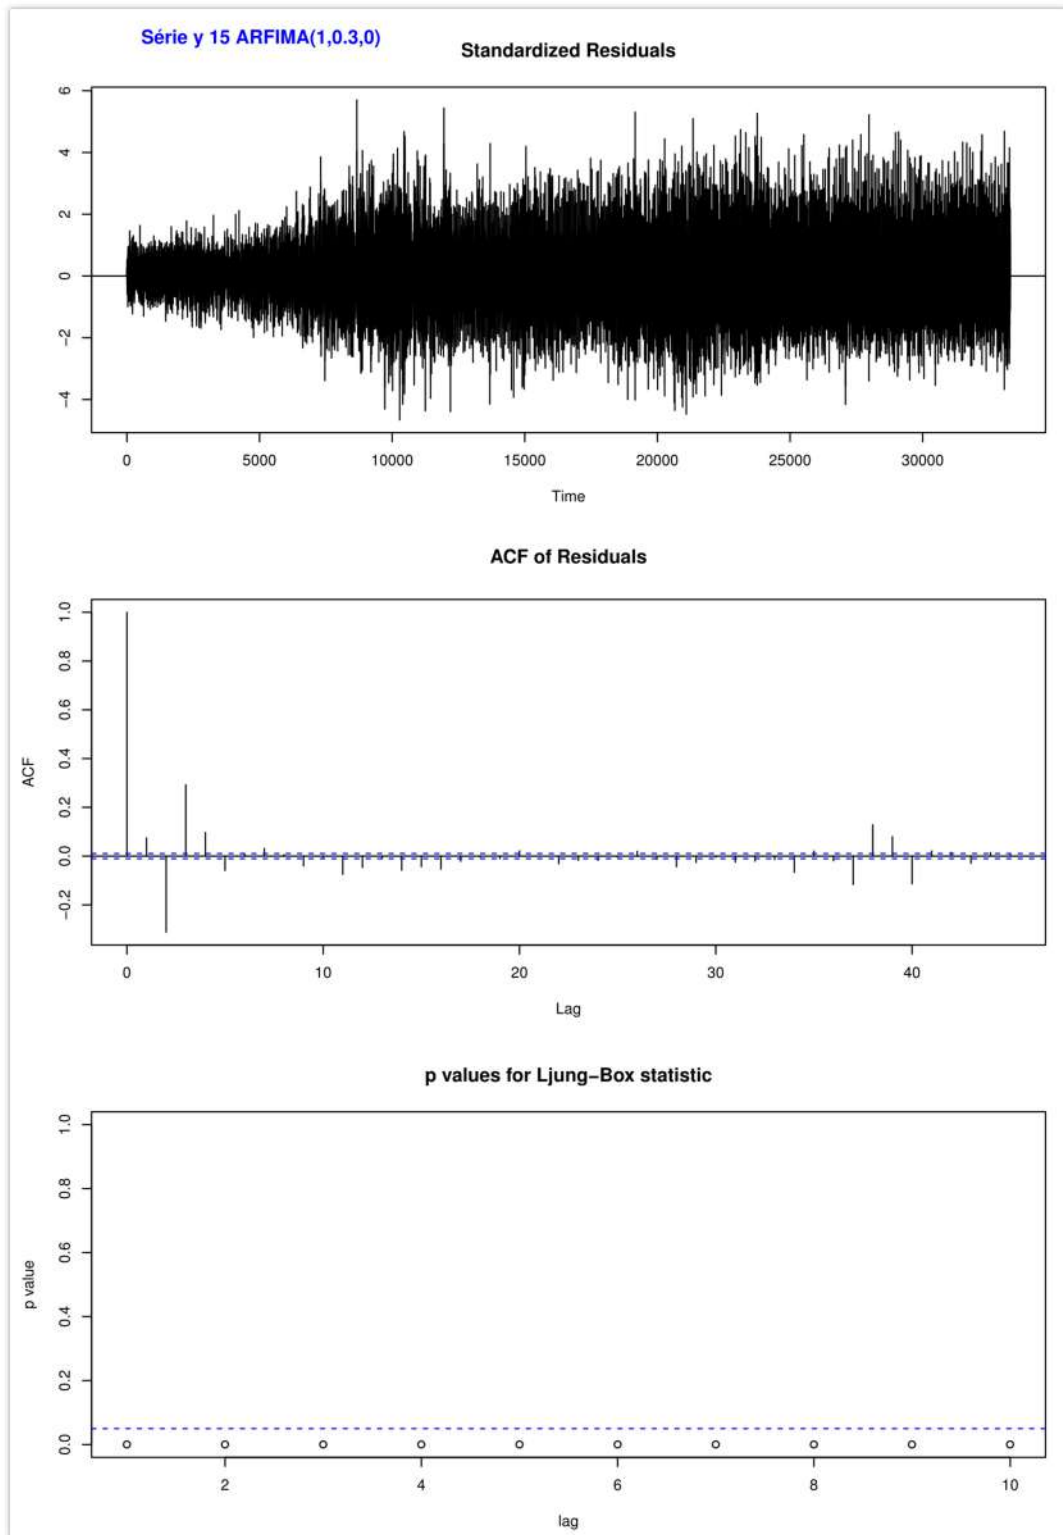 Série y 15 ARFIMA(1,0.3,0)
Standardized Residuals
6
4
2
0
−2
−4
0 5000 10000 15000 20000 25000 30000
Time
ACF of Residuals
ACF
1.0
0.8
0.6
0.4
0.2
0.0
−0.2
0 10 20 30 40
Lag
p values for Ljung−Box statistic
p value
1.0
0.8
0.6
0.4
0.2
0.0
2 4 6 8 10
lag